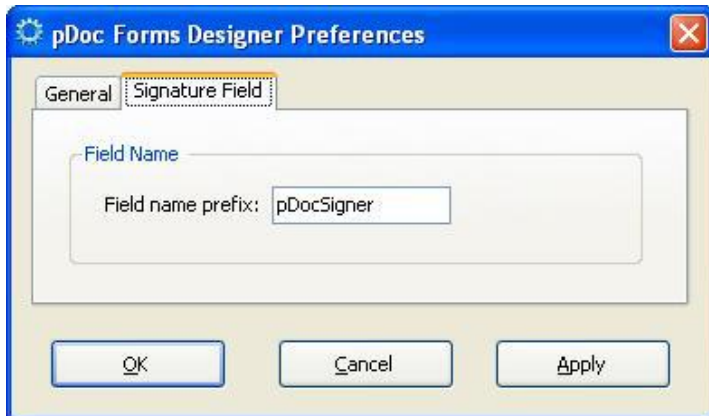 pDoc Forms Designer Preferences
General Signature Field
Field Name
Field name prefix: pDocSigner
OK Cancel Apply